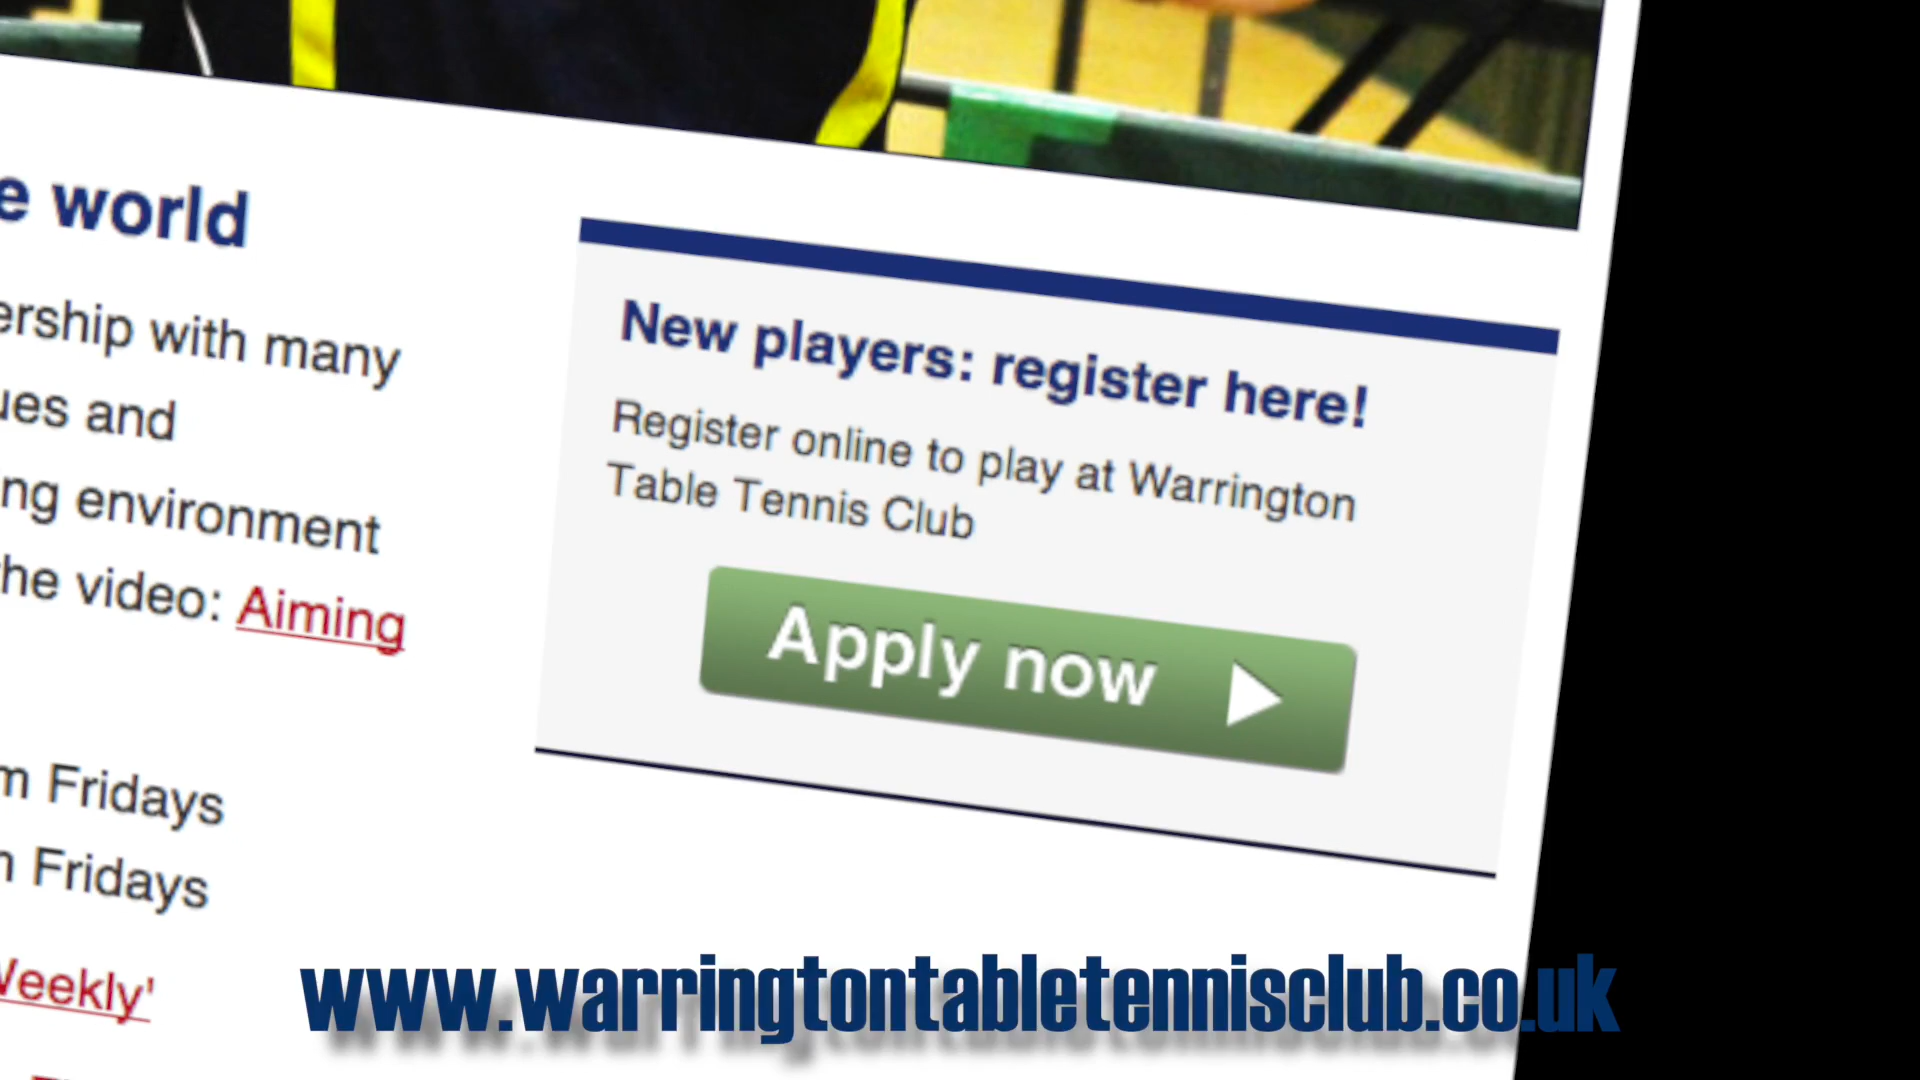 e world
ership with many
ues and
ng environment
he video: Aiming
m Fridays
Fridays
Weekly'
New players: register here!
Register online to play at Warrington
Table Tennis Club
Apply now
www.warringtontabletennisclub.co.uk